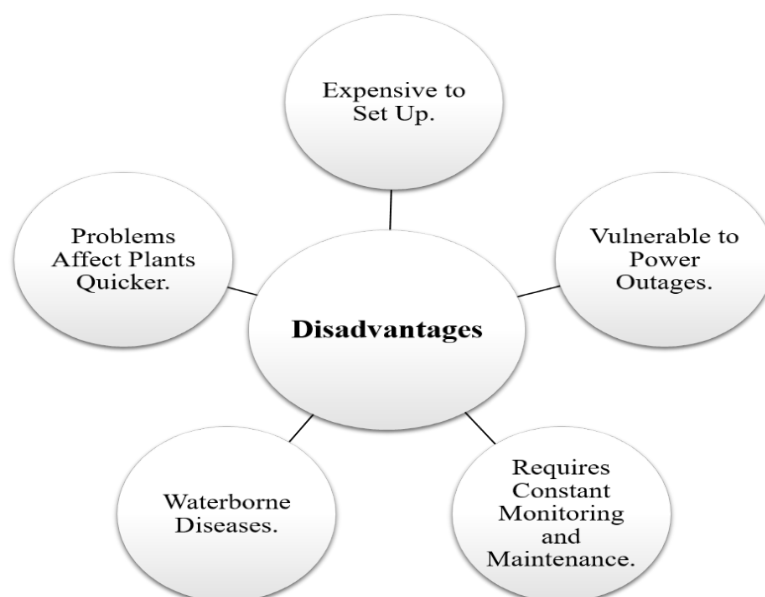 Expensive to
Set Up.
Problems
Affect Plants
Quicker.
Vulnerable to
Power
Outages.
Disadvantages
Waterborne
Diseases.
Requires
Constant
Monitoring
and
Maintenance.